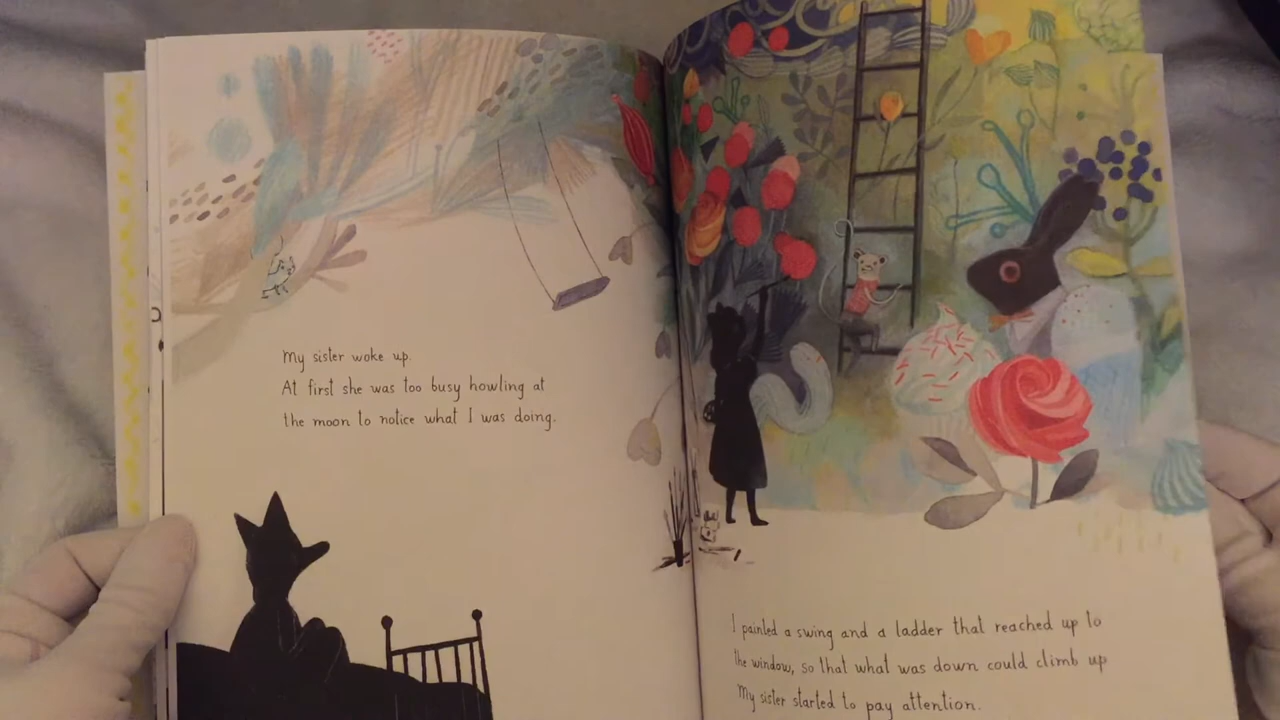 My sister woke up.
At first she was too busy howling at
the moon to notice what I was doing.
I painted a swing and a ladder that reached up to
the window, so that what was down could climb up
My sister started to pay attention.